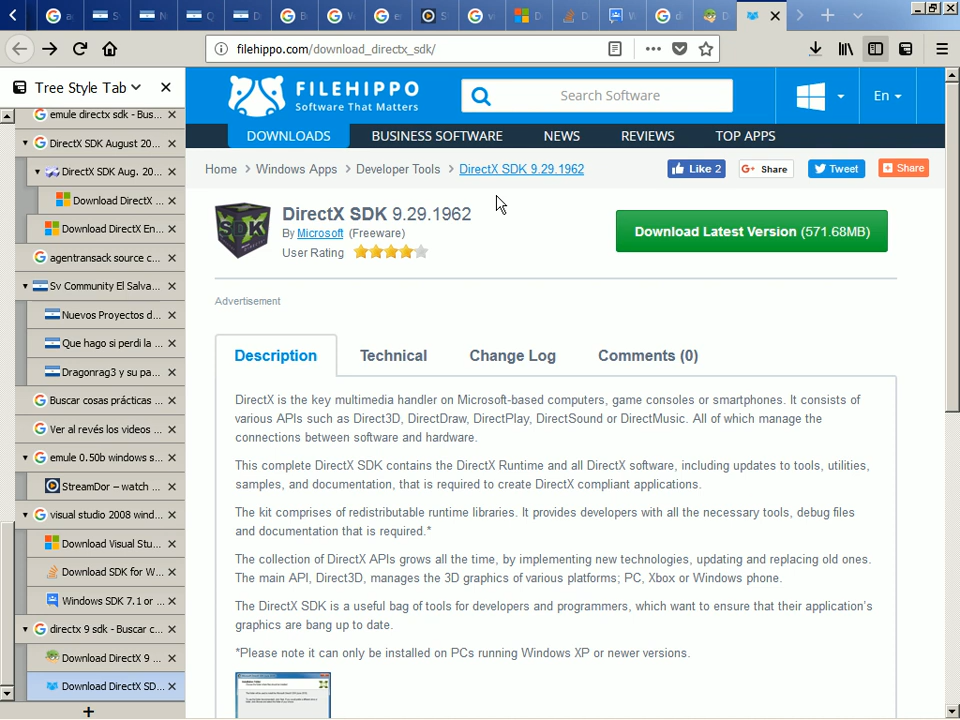 filehippo.com/download_directx_sdk/
Tree Style Tab
emule directx sdk - Bus...
DirectX SDK August 20...
DirectX SDK Aug. 20...
Download DirectX ...
Download DirectX En...
agentransack source c...
Sv Community El Salva...
Nuevos Proyectos d...
Que hago si perdi la ...
Dragonrag3 y su pa...
Buscar cosas prácticas ...
Ver al revés los videos ...
emule 0.50b windows s...
StreamDor – watch ...
visual studio 2008 wind...
Download Visual Stu...
Download SDK for W...
Windows SDK 7.1 or ...
directx 9 sdk - Buscar c...
Download DirectX 9 ...
Download DirectX SD...
FILEHIPPO
Software That Matters
Search Software
En
DOWNLOADS BUSINESS SOFTWARE NEWS REVIEWS TOP APPS
Home > Windows Apps > Developer Tools > DirectX SDK 9.29.1962
Like 2 G+ Share Tweet Share
SDK
DirectX SDK 9.29.1962
By Microsoft (Freeware)
User Rating
Download Latest Version (571.68MB)
Advertisement
Description Technical Change Log Comments (0)
DirectX is the key multimedia handler on Microsoft-based computers, game consoles or smartphones. It consists of
various APIs such as Direct3D, DirectDraw, DirectPlay, DirectSound or DirectMusic. All of which manage the
connections between software and hardware.
This complete DirectX SDK contains the DirectX Runtime and all DirectX software, including updates to tools, utilities,
samples, and documentation, that is required to create DirectX compliant applications.
The kit comprises of redistributable runtime libraries. It provides developers with all the necessary tools, debug files
and documentation that is required.*
The collection of DirectX APIs grows all the time, by implementing new technologies, updating and replacing old ones.
The main API, Direct3D, manages the 3D graphics of various platforms; PC, Xbox or Windows phone.
The DirectX SDK is a useful bag of tools for developers and programmers, which want to ensure that their application's
graphics are bang up to date.
*Please note it can only be installed on PCs running Windows XP or newer versions.